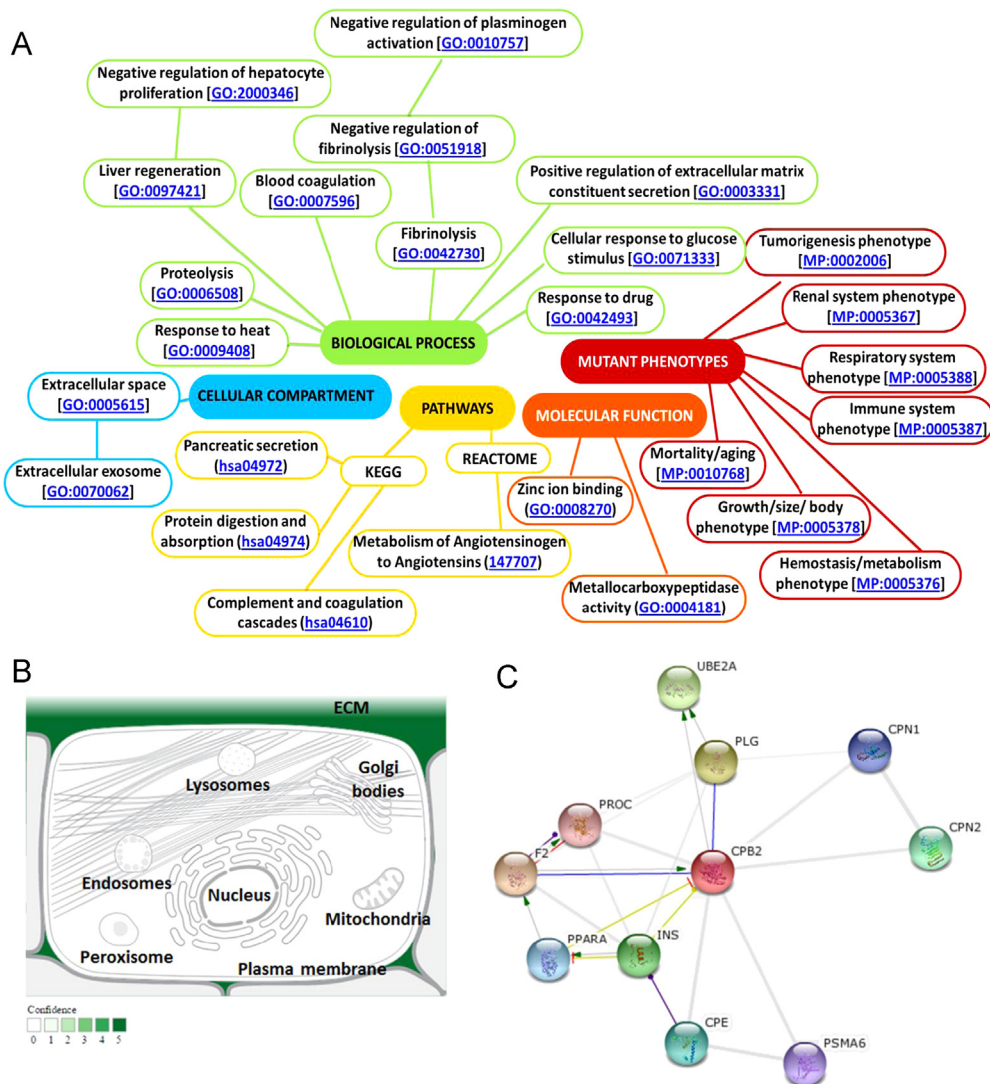 A
Negative regulation of plasminogen
activation [GO:0010757]
Negative regulation of hepatocyte
proliferation [GO:2000346]
Negative regulation of
fibrinolysis [GO:0051918]
Liver regeneration
[GO:0097421]
Blood coagulation
[GO:0007596]
Positive regulation of extracellular matrix
constituent secretion [GO:0003331]
Fibrinolysis
[GO:0042730]
Cellular response to glucose
stimulus [GO:0071333]
Tumorigenesis phenotype
[MP:0002006]
Proteolysis
[GO:0006508]
Response to drug
[GO:0042493]
Renal system phenotype
[MP:0005367]
Response to heat
[GO:0009408]
BIOLOGICAL PROCESS
MUTANT PHENOTYPES
Respiratory system
phenotype [MP:0005388]
Extracellular space
[GO:0005615]
CELLULAR COMPARTMENT
PATHWAYS
MOLECULAR FUNCTION
Immune system
phenotype [MP:0005387]
Pancreatic secretion
(hsa04972)
KEGG
REACTOME
Mortality/aging
[MP:0010768]
Extracellular exosome
[GO:0070062]
Zinc ion binding
(GO:0008270)
Growth/size/ body
phenotype [MP:0005378]
Protein digestion and
absorption (hsa04974)
Metabolism of Angiotensinogen
to Angiotensins (147707)
Hemostasis/metabolism
phenotype [MP:0005376]
Complement and coagulation
cascades (hsa04610)
Metallocarboxypeptidase
activity (GO:0004181)
B
ECM
Lysosomes
Golgi
bodies
Endosomes
Nucleus
Mitochondria
Peroxisome
Plasma membrane
Confidence
0 1 2 3 4 5
C
UBE2A
PLG
CPN1
PROC
CPN2
F2
CPB2
PPARA
INS
CPE
PSMA6